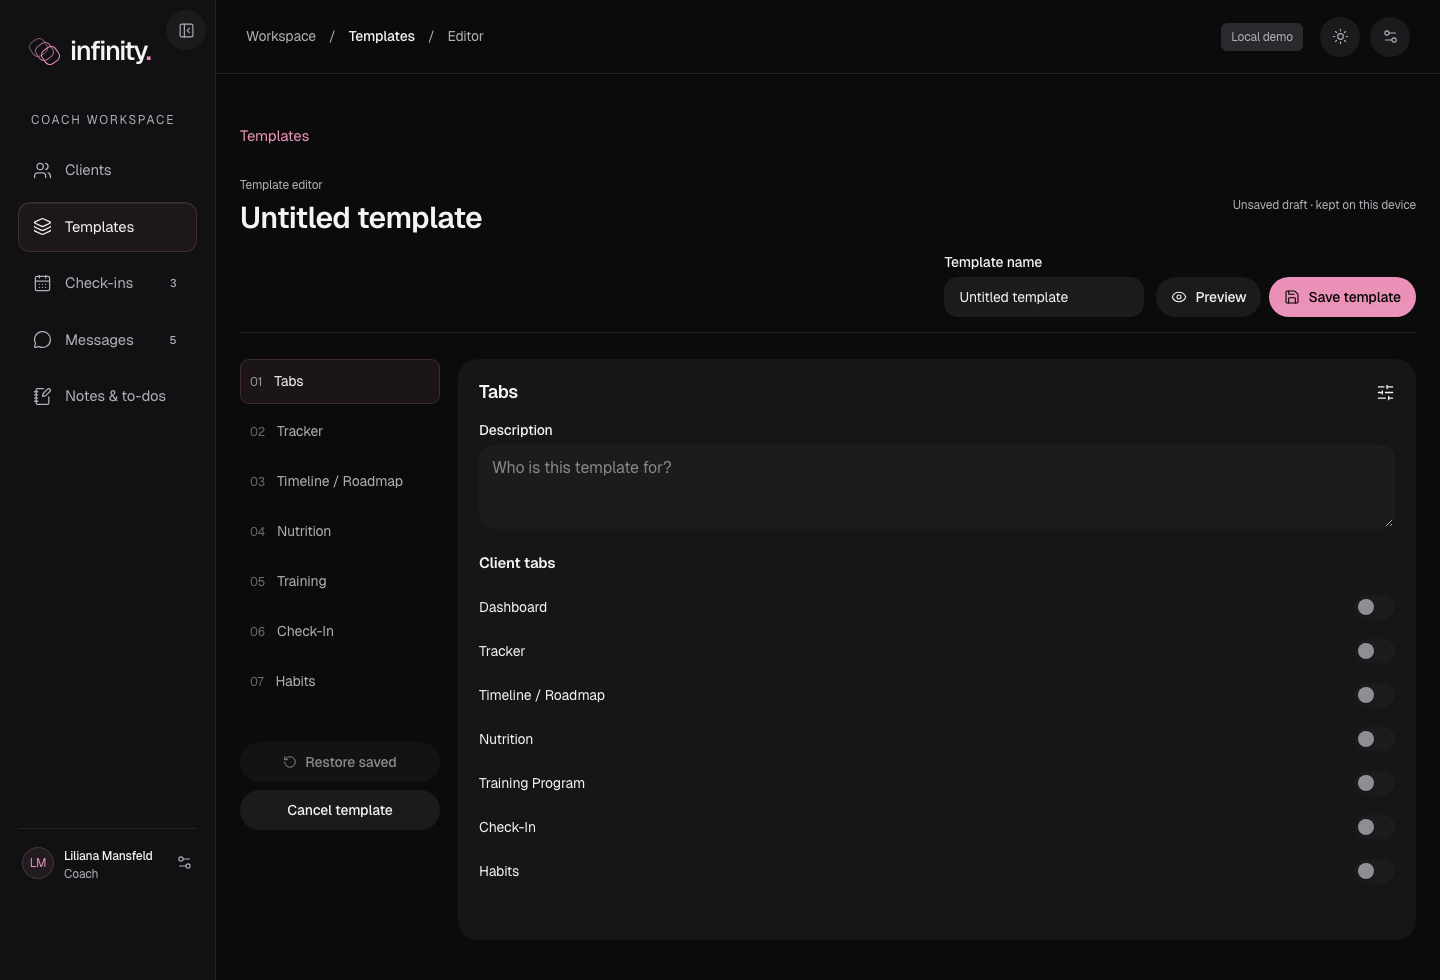 infinity.
COACH WORKSPACE
Clients
Templates
Check-ins 3
Messages 5
Notes & to-dos
LM
Liliana Mansfeld
Coach
Workspace / Templates / Editor
Local demo
Templates
Template editor
Untitled template
Unsaved draft · kept on this device
Template name
Untitled template
Preview
Save template
01 Tabs
02 Tracker
03 Timeline / Roadmap
04 Nutrition
05 Training
06 Check-In
07 Habits
Restore saved
Cancel template
Tabs
Description
Who is this template for?
Client tabs
Dashboard
Tracker
Timeline / Roadmap
Nutrition
Training Program
Check-In
Habits